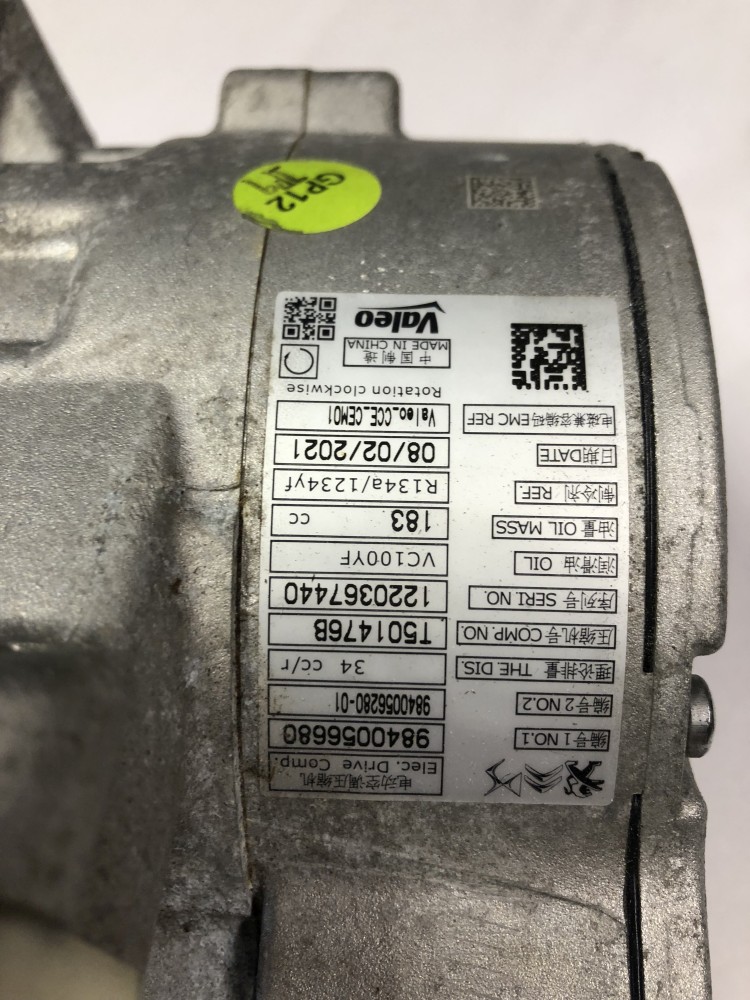 电动空调压缩机
Elec. Drive Comp.
编号1 NO.1 9840056680
编号2 NO.2 9840056280-01
理论排量 THE.DIS. 34 cc/r
压缩机号 COMP.NO. T501476B
序列号 SERI.NO. 1220367440
润滑油 OIL VC100YF
油量 OIL MASS 183 cc
制冷剂 REF. R134a/1234yf
日期DATE 08/02/2021
电磁兼容编码EMC REF Valeo_CCE_CEM01
Rotation clockwise
中国制造
MADE IN CHINA
Valeo
GP12